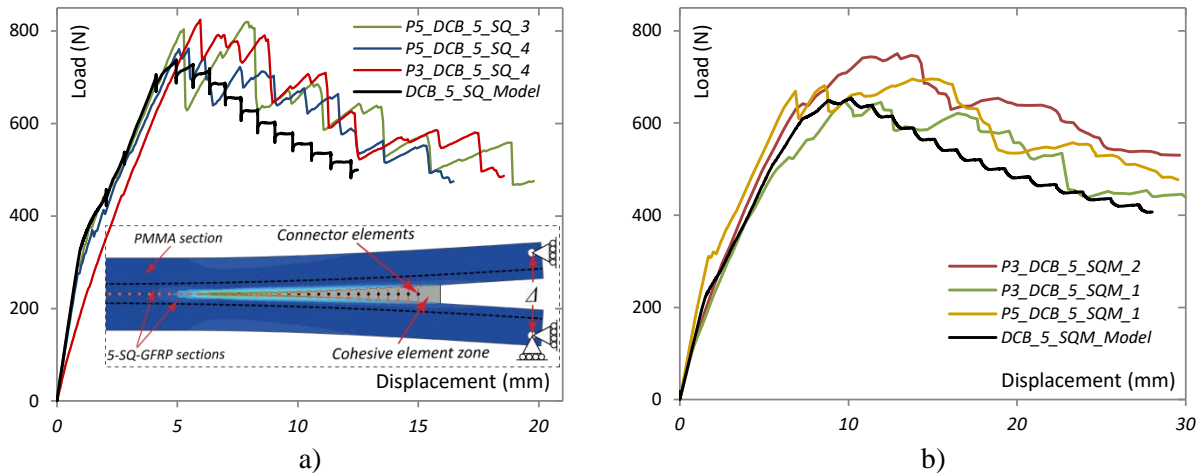 800
600
400
200
0
Load (N)
P5_DCB_5_SQ_3
P5_DCB_5_SQ_4
P3_DCB_5_SQ_4
DCB_5_SQ_Model
PMMA section
Connector elements
Δ
5-SQ-GFRP sections
Cohesive element zone
Displacement (mm)
0 5 10 15 20
a)
800
600
400
200
0
Load (N)
P3_DCB_5_SQM_2
P3_DCB_5_SQM_1
P5_DCB_5_SQM_1
DCB_5_SQM_Model
Displacement (mm)
0 10 20 30
b)